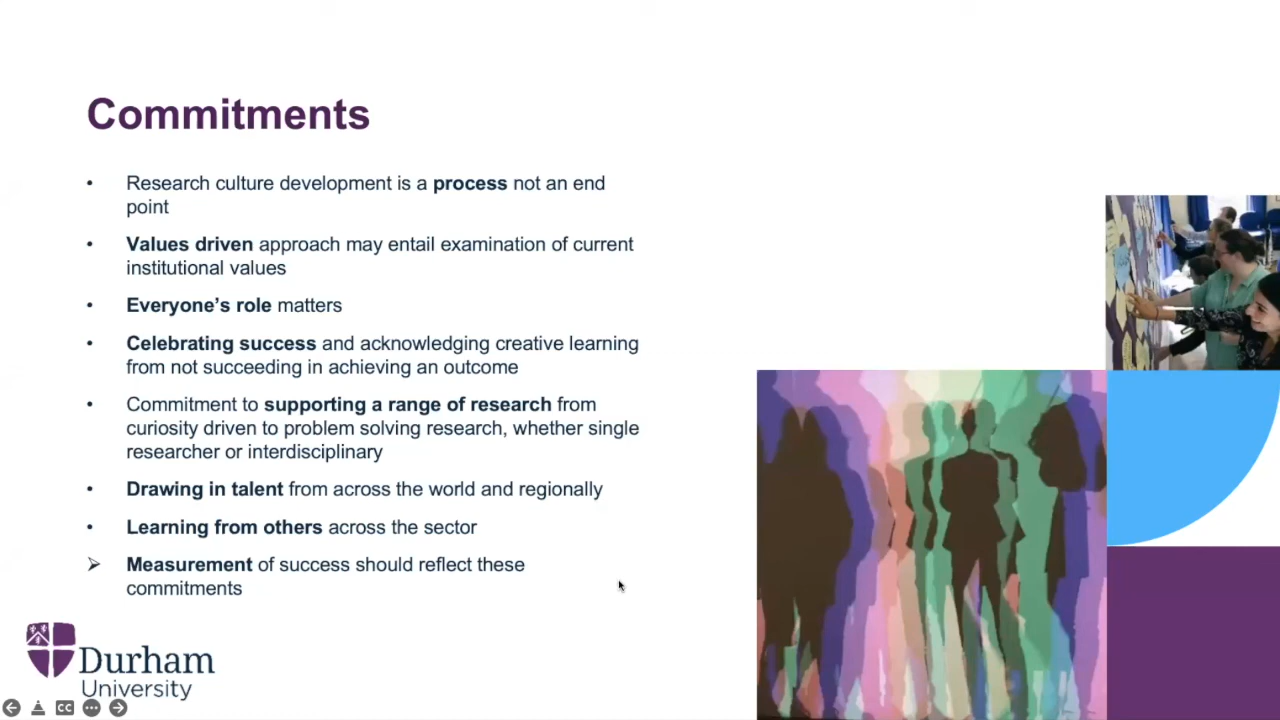 Commitments
• Research culture development is a process not an end
point
• Values driven approach may entail examination of current
institutional values
• Everyone’s role matters
• Celebrating success and acknowledging creative learning
from not succeeding in achieving an outcome
• Commitment to supporting a range of research from
curiosity driven to problem solving research, whether single
researcher or interdisciplinary
• Drawing in talent from across the world and regionally
• Learning from others across the sector
➢ Measurement of success should reflect these
commitments
Durham
University
CC